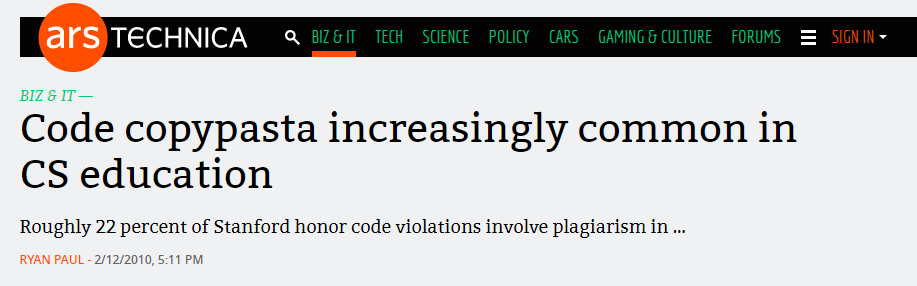 ars TECHNICA BIZ & IT TECH SCIENCE POLICY CARS GAMING & CULTURE FORUMS SIGN IN
BIZ & IT —
Code copypasta increasingly common in
CS education
Roughly 22 percent of Stanford honor code violations involve plagiarism in ...
RYAN PAUL - 2/12/2010, 5:11 PM